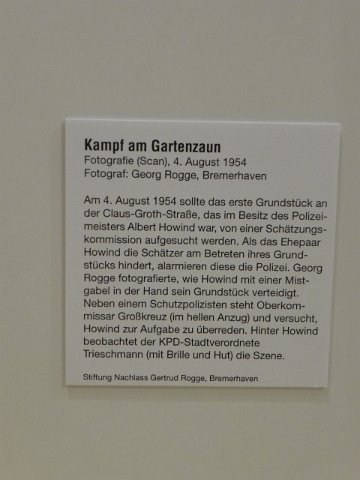 Kampf am Gartenzaun
Fotografie (Scan), 4. August 1954
Fotograf: Georg Rogge, Bremerhaven
Am 4. August 1954 sollte das erste Grundstück an
der Claus-Groth-Straße, das im Besitz des Polizei-
meisters Albert Howind war, von einer Schätzungs-
kommission aufgesucht werden. Als das Ehepaar
Howind die Schätzer am Betreten ihres Grund-
stücks hindert, alarmieren diese die Polizei. Georg
Rogge fotografierte, wie Howind mit einer Mist-
gabel in der Hand sein Grundstück verteidigt.
Neben einem Schutzpolizisten steht Oberkom-
missar Großkreuz (im hellen Anzug) und versucht,
Howind zur Aufgabe zu überreden. Hinter Howind
beobachtet der KPD-Stadtverordnete
Trieschmann (mit Brille und Hut) die Szene.
Stiftung Nachlass Gertrud Rogge, Bremerhaven